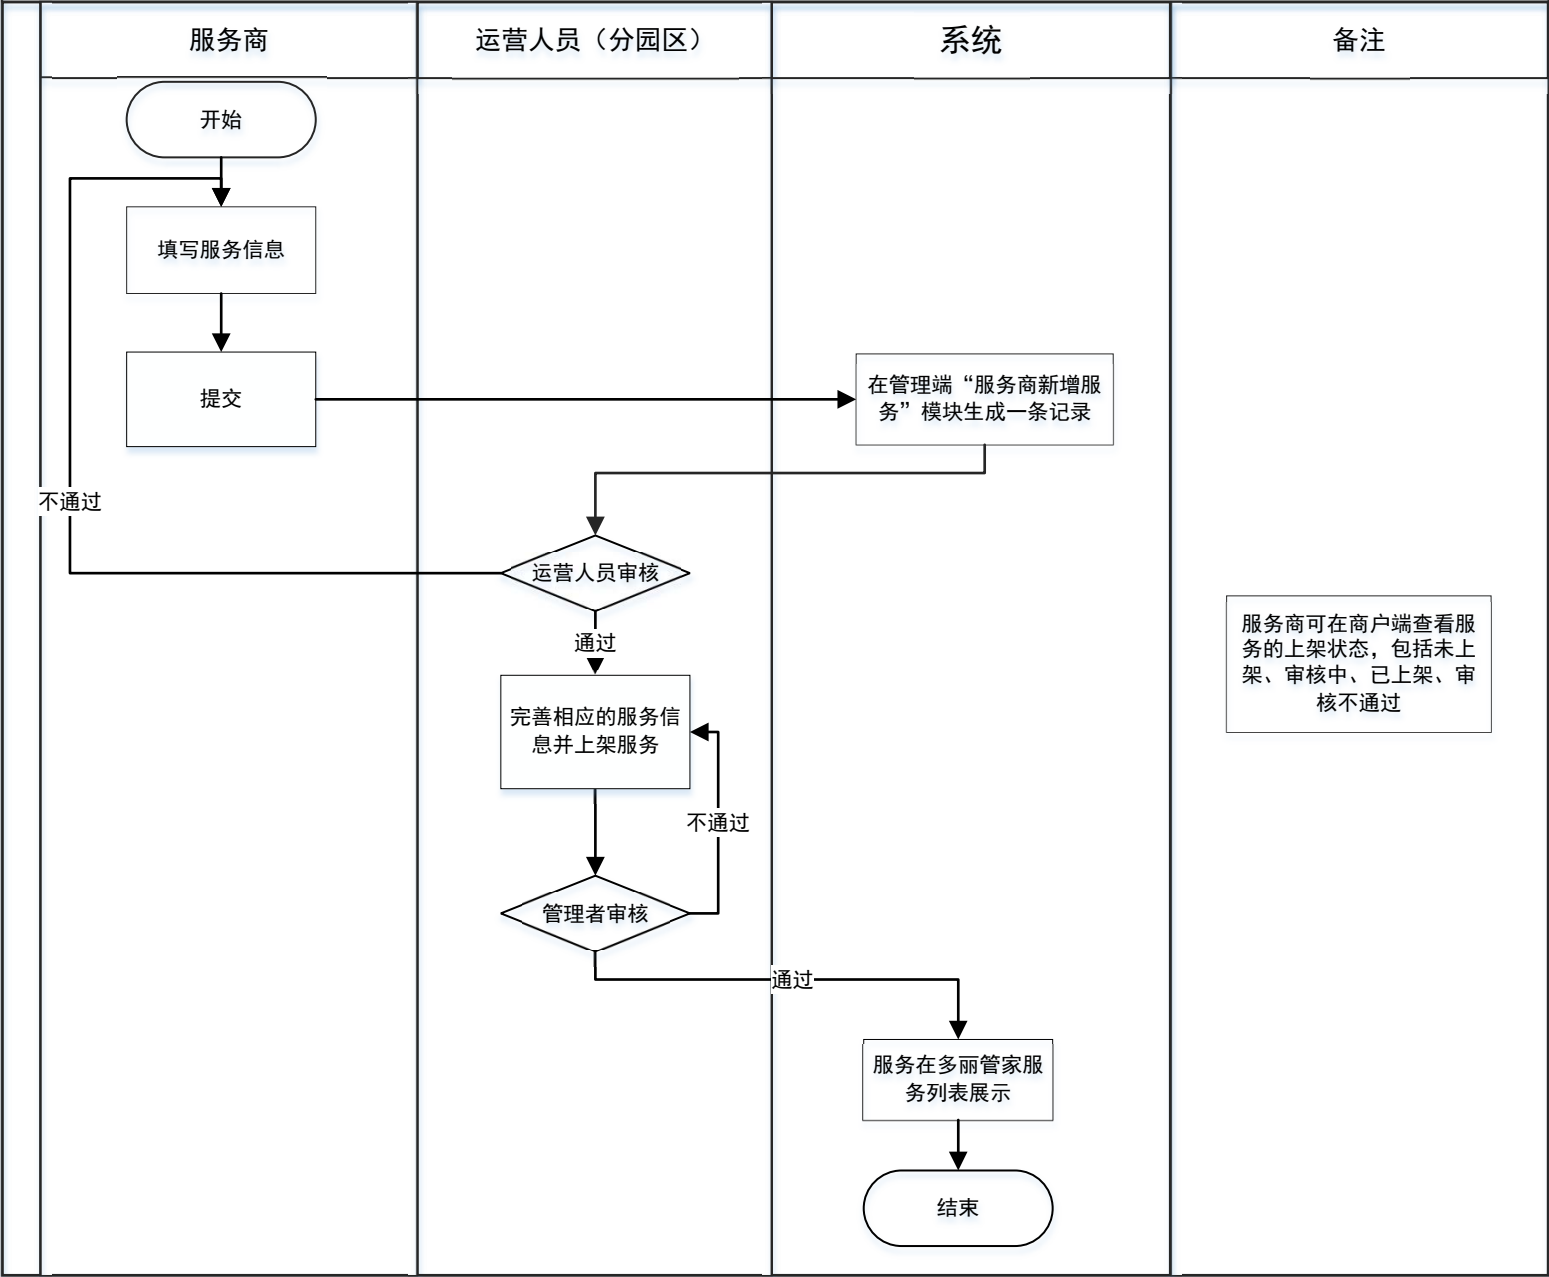 服务商
运营人员（分园区）
系统
备注
开始
填写服务信息
提交
在管理端“服务商新增服
务”模块生成一条记录
不通过
运营人员审核
通过
服务商可在商户端查看服
务的上架状态，包括未上
架、审核中、已上架、审
核不通过
完善相应的服务信
息并上架服务
不通过
管理者审核
通过
服务在多丽管家服
务列表展示
结束